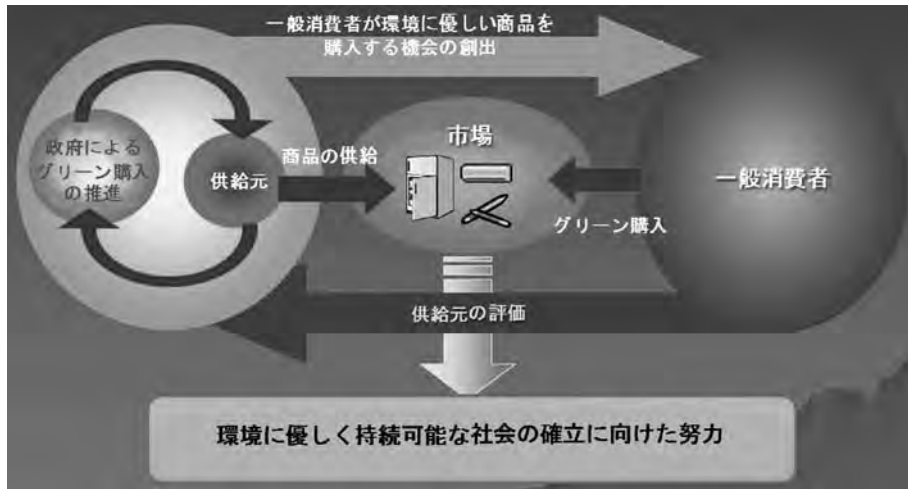 一般消費者が環境に優しい商品を
購入する機会の創出
政府による
グリーン購入
の推進
供給元
商品の供給
市場
グリーン購入
一般消費者
供給元の評価
環境に優しく持続可能な社会の確立に向けた努力